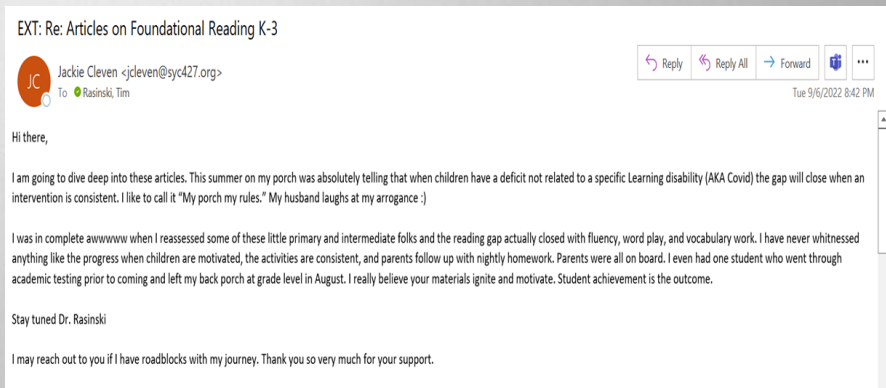 EXT: Re: Articles on Foundational Reading K-3
JC
Jackie Cleven <jcleven@syc427.org>
To Rasinski, Tim
Reply Reply All Forward
Tue 9/6/2022 8:42 PM
Hi there,
I am going to dive deep into these articles. This summer on my porch was absolutely telling that when children have a deficit not related to a specific Learning disability (AKA Covid) the gap will close when an
intervention is consistent. I like to call it “My porch my rules.” My husband laughs at my arrogance :)
I was in complete awwwww when I reassessed some of these little primary and intermediate folks and the reading gap actually closed with fluency, word play, and vocabulary work. I have never whitnessed
anything like the progress when children are motivated, the activities are consistent, and parents follow up with nightly homework. Parents were all on board. I even had one student who went through
academic testing prior to coming and left my back porch at grade level in August. I really believe your materials ignite and motivate. Student achievement is the outcome.
Stay tuned Dr. Rasinski
I may reach out to you if I have roadblocks with my journey. Thank you so very much for your support.